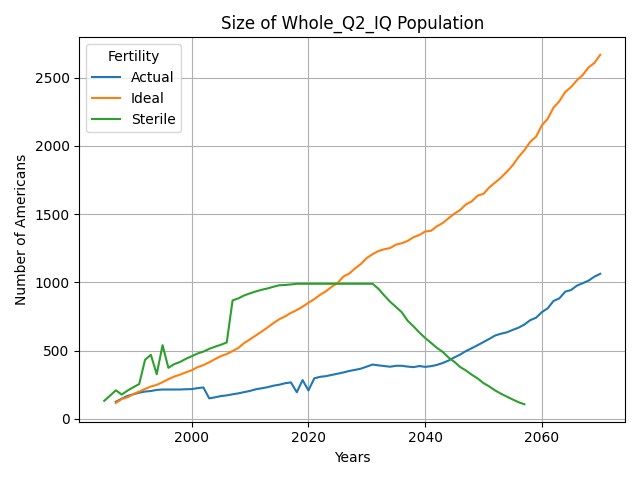 Size of Whole_Q2_IQ Population
Fertility
Actual
Ideal
Sterile
Number of Americans
2500
2000
1500
1000
500
0
2000
2020
2040
2060
Years